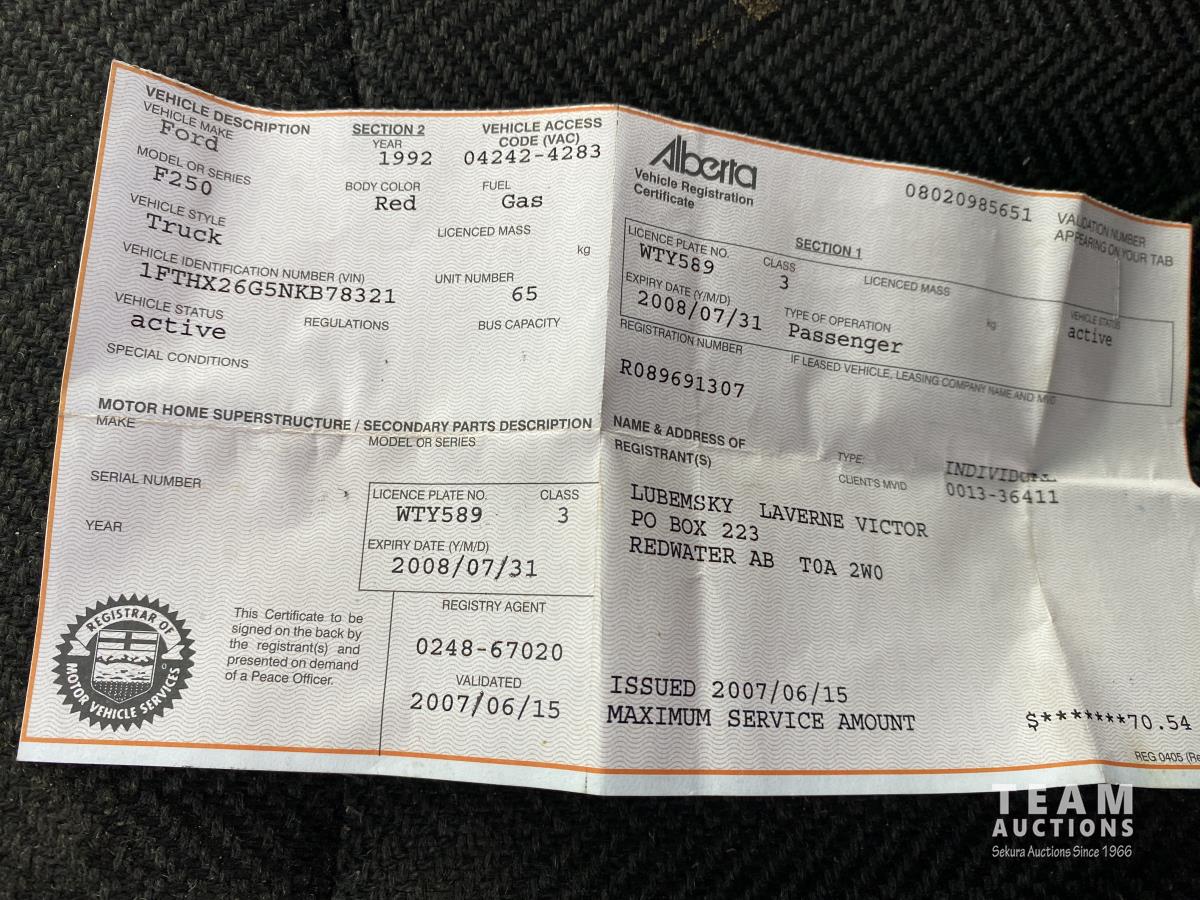 VEHICLE DESCRIPTION
SECTION 2
VEHICLE ACCESS
CODE (VAC)
VEHICLE MAKE
YEAR
Ford
1992
04242-4283
MODEL OR SERIES
BODY COLOR
FUEL
F250
Red
Gas
VEHICLE STYLE
LICENCED MASS
Truck
kg
VEHICLE IDENTIFICATION NUMBER (VIN)
UNIT NUMBER
1FTHX26G5NKB78321
65
VEHICLE STATUS
REGULATIONS
BUS CAPACITY
active
SPECIAL CONDITIONS
MOTOR HOME SUPERSTRUCTURE / SECONDARY PARTS DESCRIPTION
MAKE
MODEL OR SERIES
SERIAL NUMBER
YEAR
LICENCE PLATE NO.
CLASS
WTY589
3
EXPIRY DATE (Y/M/D)
2008/07/31
REGISTRAR OF
MOTOR VEHICLE SERVICES
This Certificate to be
signed on the back by
the registrant(s) and
presented on demand
of a Peace Officer.
REGISTRY AGENT
0248-67020
VALIDATED
2007/06/15
Alberta
Vehicle Registration
Certificate
08020985651
VALIDATION NUMBER
APPEARING ON YOUR TAB
SECTION 1
LICENCE PLATE NO.
CLASS
LICENCED MASS
WTY589
3
kg
VEHICLE STATUS
active
EXPIRY DATE (Y/M/D)
TYPE OF OPERATION
2008/07/31
Passenger
REGISTRATION NUMBER
IF LEASED VEHICLE, LEASING COMPANY NAME AND MVID
R089691307
NAME & ADDRESS OF
REGISTRANT(S)
TYPE:
INDIVIDUAL
CLIENT'S MVID
0013-36411
LUBEMSKY LAVERNE VICTOR
PO BOX 223
REDWATER AB T0A 2W0
ISSUED 2007/06/15
MAXIMUM SERVICE AMOUNT
$*******70.54
REG 0405 (Re
TEAM
AUCTIONS
Sekura Auctions Since 1966